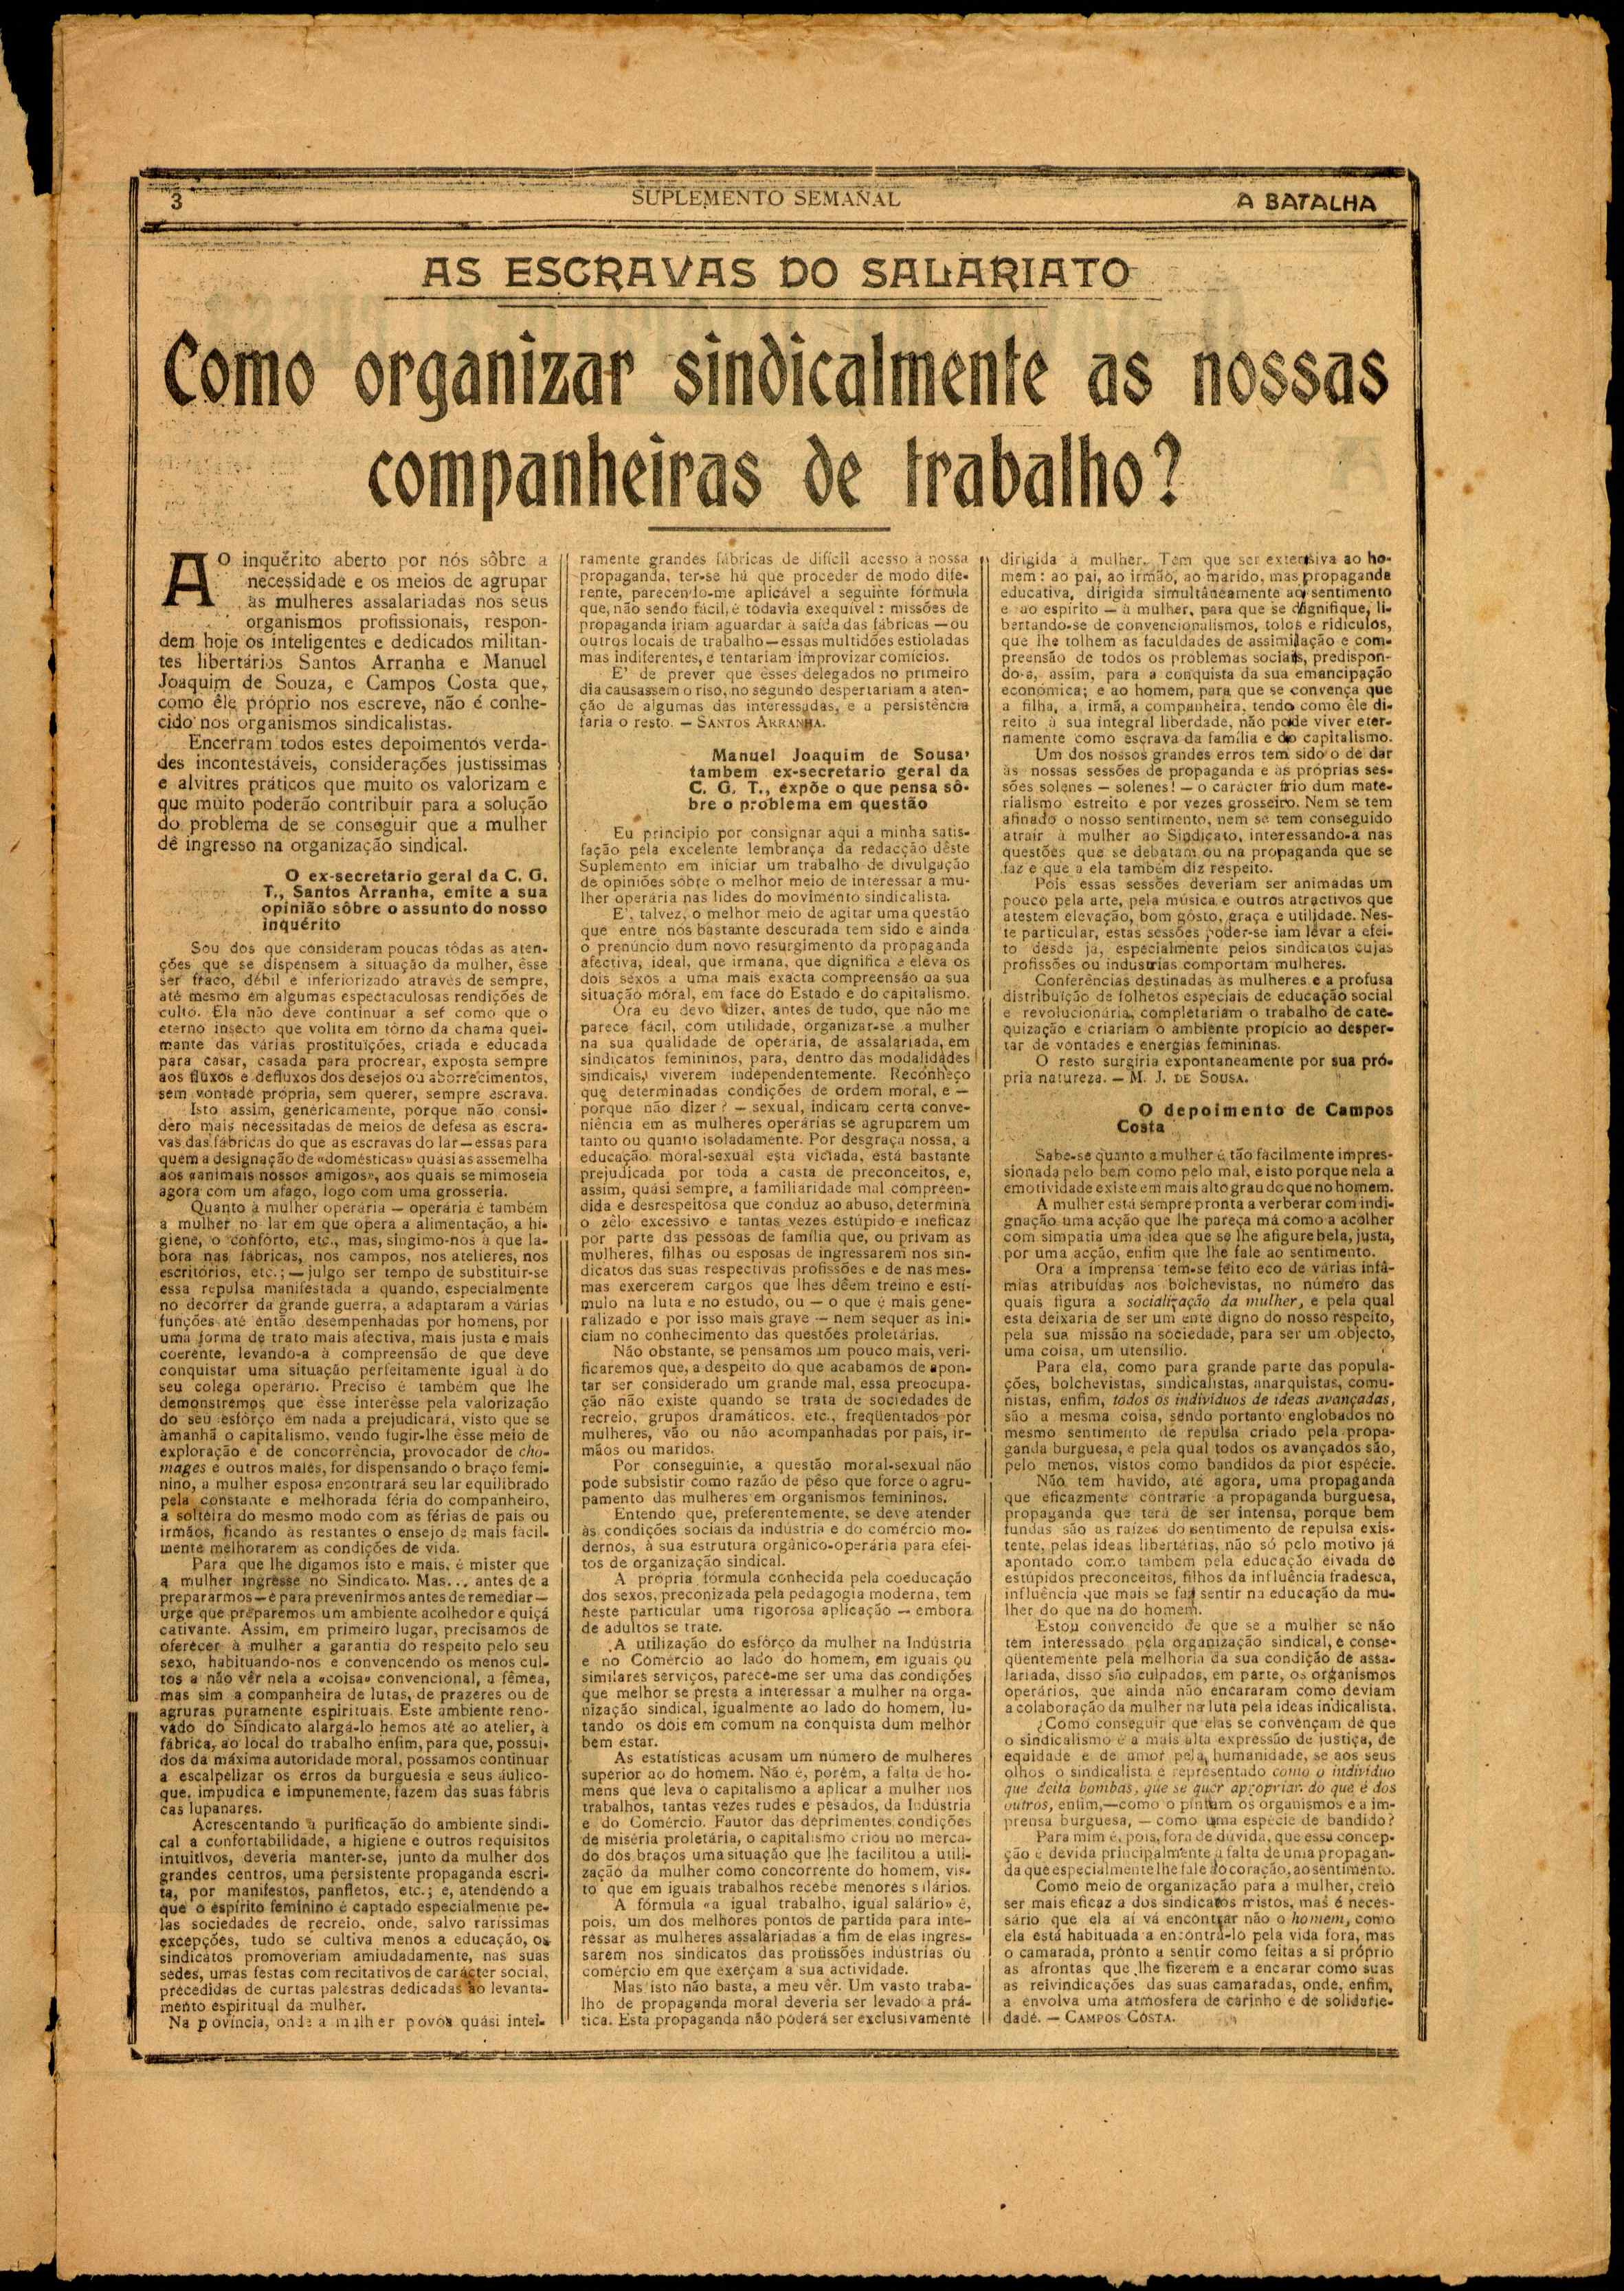 3
SUPLEMENTO SEMANAL
A BATALHA
AS ESCRAVAS DO SALARIATO
Como organizar sindicalmente as nossas
companheiras de trabalho?
AO inquérito aberto por nós sôbre a
necessidade e os meios de agrupar
as mulheres assalariadas nos seus
organismos profissionais, respon-
dem hoje os inteligentes e dedicados militan-
tes libertários Santos Arranha e Manuel
Joaquim de Souza, e Campos Costa que,
como êle próprio nos escreve, não é conhe-
cido nos organismos sindicalistas.
Encerram todos estes depoimentos verda-
des incontestáveis, considerações justissimas
e alvitres práticos que muito os valorizam e
que muito poderão contribuir para a solução
do problema de se conseguir que a mulher
dê ingresso na organização sindical.
O ex-secretario geral da C. G.
T., Santos Arranha, emite a sua
opinião sôbre o assunto do nosso
inquérito
Sou dos que consideram poucas tôdas as aten-
ções que se dispensem à situação da mulher, êsse
ser fraco, débil e inferiorizado através de sempre,
até mesmo em algumas espectaculosas rendições de
culto. Ela não deve continuar a ser como que o
eterno insecto que volita em tôrno da chama quei-
mante das várias prostituïções, criada e educada
para casar, casada para procrear, exposta sempre
aos fluxos e defluxos dos desejos ou aborrecimentos,
sem vontade própria, sem querer, sempre escrava.
Isto assim, genèricamente, porque não consi-
dero mais necessitadas de meios de defesa as escra-
vas das fábricas do que as escravas do lar—essas para
quem a designação de «domésticas» quási as assemelha
aos «animais nossos amigos», aos quais se mimoseia
agora com um afago, logo com uma grosseria.
Quanto à mulher operária — operária é também
a mulher no lar em que opera a alimentação, a hi-
giene, o confôrto, etc., mas, singimo-nos à que la-
bora nas fábricas, nos campos, nos atelieres, nos
escritórios, etc.; — julgo ser tempo de substituir-se
essa repulsa manifestada a quando, especialmente
no decorrer da grande guerra, a adaptaram a várias
funções até então desempenhadas por homens, por
uma forma de trato mais afectiva, mais justa e mais
coerente, levando-a à compreensão de que deve
conquistar uma situação perfeitamente igual à do
seu colega operário. Preciso é também que lhe
demonstremos que êsse interêsse pela valorização
do seu esfôrço em nada a prejudicará, visto que se
àmanhã o capitalismo, vendo fugir-lhe êsse meio de
exploração e de concorrência, provocador de cho-
mages e outros males, for dispensando o braço femi-
nino, a mulher esposa encontrará seu lar equilibrado
pela constante e melhorada féria do companheiro,
a solteira do mesmo modo com as férias de pais ou
irmãos, ficando às restantes o ensejo de mais fàcil-
mente melhorarem as condições de vida.
Para que lhe digamos isto e mais, é mister que
a mulher ingresse no Sindicato. Mas... antes de a
prepararmos—e para prevenirmos antes de remediar—
urge que preparemos um ambiente acolhedor e quiçá
cativante. Assim, em primeiro lugar, precisamos de
oferecer à mulher a garantia do respeito pelo seu
sexo, habituando-nos e convencendo os menos cul-
tos a não vêr nela a «coisa» convencional, a fêmea,
mas sim a companheira de lutas, de prazeres ou de
agruras puramente espirituais. Este ambiente reno-
vado do Sindicato alargá-lo hemos até ao atelier, à
fábrica, ao local do trabalho enfim, para que, possuí-
dos da máxima autoridade moral, possamos continuar
a escalpelizar os erros da burguesia e seus áulico-
que, impudica e impunemente, fazem das suas fábris
cas lupanares.
Acrescentando à purificação do ambiente sindi-
cal a confortabilidade, a higiene e outros requisitos
intuitivos, deveria manter-se, junto da mulher dos
grandes centros, uma persistente propaganda escri-
ta, por manifestos, panfletos, etc.; e, atendendo a
que o espírito feminino é captado especialmente pe-
las sociedades de recreio, onde, salvo raríssimas
excepções, tudo se cultiva menos a educação, os
sindicatos promoveriam amiudadamente, nas suas
sedes, umas festas com recitativos de carácter social,
precedidas de curtas palestras dedicadas ao levanta-
mento espiritual da mulher.
Na povíncia, onde a mulher povoa quási intei-
ramente grandes fábricas de difícil acesso à nossa
propaganda, ter-se há que proceder de modo dife-
rente, parecendo-me aplicável a seguinte fórmula
que, não sendo fácil, é todavia exequível: missões de
propaganda iriam aguardar à saída das fábricas — ou
outros locais de trabalho—essas multidões estioladas
mas indiferentes, e tentariam improvizar comícios.
E' de prever que êsses delegados no primeiro
dia causassem o riso, no segundo despertariam a aten-
ção de algumas das interessadas, e a persistência
faria o resto. — SANTOS ARRANHA.
Manuel Joaquim de Sousa'
tambem ex-secretario geral da
C. G. T., expõe o que pensa sô-
bre o problema em questão
Eu principio por consignar aqui a minha satis-
fação pela excelente lembrança da redacção dêste
Suplemento em iniciar um trabalho de divulgação
de opiniões sôbre o melhor meio de interessar a mu-
lher operária nas lides do movimento sindicalista.
E', talvez, o melhor meio de agitar uma questão
que entre nós bastante descurada tem sido e ainda
o prenúncio dum novo resurgimento da propaganda
afectiva, ideal, que irmana, que dignifica e eleva os
dois sexos a uma mais exacta compreensão da sua
situação móral, em face do Estado e do capitalismo.
Ora eu devo dizer, antes de tudo, que não me
parece fácil, com utilidade, organizar-se a mulher
na sua qualidade de operária, de assalariada, em
sindicatos femininos, para, dentro das modalidades
sindicais, viverem independentemente. Reconheço
que determinadas condições de ordem moral, e —
porque não dizer? — sexual, indicam certa conve-
niência em as mulheres operárias se agruparem um
tanto ou quanto isoladamente. Por desgraça nossa, a
educação moral-sexual está viciada, está bastante
prejudicada por toda a casta de preconceitos, e,
assim, quási sempre, a familiaridade mal compreen-
dida e desrespeitosa que conduz ao abuso, determina
o zêlo excessivo e tantas vezes estúpido e ineficaz
por parte das pessoas de família que, ou privam as
mulheres, filhas ou esposas de ingressarem nos sin-
dicatos das suas respectivas profissões e de nas mes-
mas exercerem cargos que lhes dêem treino e estí-
mulo na luta e no estudo, ou — o que é mais gene-
ralizado e por isso mais grave — nem sequer as ini-
ciam no conhecimento das questões proletárias.
Não obstante, se pensamos um pouco mais, veri-
ficaremos que, a despeito do que acabamos de apon-
tar ser considerado um grande mal, essa preocupa-
ção não existe quando se trata de sociedades de
recreio, grupos dramáticos, etc., freqüentados por
mulheres, vão ou não acompanhadas por pais, ir-
mãos ou maridos.
Por conseguinte, a questão moral-sexual não
pode subsistir como razão de pêso que force o agru-
pamento das mulheres em organismos femininos.
Entendo que, preferentemente, se deve atender
às condições sociais da indústria e do comércio mo-
dernos, à sua estrutura orgânico-operária para efei-
tos de organização sindical.
A própria fórmula conhecida pela coeducação
dos sexos, preconizada pela pedagogia moderna, tem
neste particular uma rigorosa aplicação — embora
de adultos se trate.
A utilização do esfôrço da mulher na Indústria
e no Comércio ao lado do homem, em iguais ou
similares serviços, parece-me ser uma das condições
que melhor se presta a interessar a mulher na orga-
nização sindical, igualmente ao lado do homem, lu-
tando os dois em comum na conquista dum melhor
bem estar.
As estatísticas acusam um número de mulheres
superior ao do homem. Não é, porém, a falta de ho-
mens que leva o capitalismo a aplicar a mulher nos
trabalhos, tantas vezes rudes e pesados, da Indústria
e do Comércio. Fautor das deprimentes condições
de miséria proletária, o capitalismo criou no merca-
do dos braços uma situação que lhe facilitou a utili-
zação da mulher como concorrente do homem, vis-
to que em iguais trabalhos recebe menores salários.
A fórmula «a igual trabalho, igual salário» é,
pois, um dos melhores pontos de partida para inte-
ressar as mulheres assalariadas a fim de elas ingres-
sarem nos sindicatos das profissões indústrias ou
comércio em que exerçam a sua actividade.
Mas isto não basta, a meu vêr. Um vasto traba-
lho de propaganda moral deveria ser levado à prá-
tica. Esta propaganda não poderá ser exclusivamente
dirigida à mulher. Tem que ser extensiva ao ho-
mem: ao pai, ao irmão, ao marido, mas propaganda
educativa, dirigida simultâneamente ao sentimento
e ao espírito — à mulher, para que se dignifique, li-
bertando-se de convencionalismos, tolos e ridículos,
que lhe tolhem as faculdades de assimilação e com-
preensão de todos os problemas sociais, predispon-
do-a, assim, para a conquista da sua emancipação
económica; e ao homem, para que se convença que
a filha, a irmã, a companheira, tendo como êle di-
reito à sua integral liberdade, não pode viver eter-
namente como escrava da família e do capitalismo.
Um dos nossos grandes erros tem sido o de dar
às nossas sessões de propaganda e às próprias ses-
sões solenes — solenes! — o carácter frio dum mate-
rialismo estreito e por vezes grosseiro. Nem se tem
afinado o nosso sentimento, nem se tem conseguido
atrair a mulher ao Sindicato, interessando-a nas
questões que se debatam ou na propaganda que se
faz e que a ela também diz respeito.
Pois essas sessões deveriam ser animadas um
pouco pela arte, pela música e outros atractivos que
atestem elevação, bom gôsto, graça e utilidade. Nes-
te particular, estas sessões poder-se iam levar a efei-
to desde já, especialmente pelos sindicatos cujas
profissões ou indústrias comportam mulheres.
Conferências destinadas às mulheres e a profusa
distribuïção de folhetos especiais de educação social
e revolucionária, completariam o trabalho de cate-
quização e criariam o ambiente propício ao desper-
tar de vontades e energias femininas.
O resto surgiria expontaneamente por sua pró-
pria natureza. — M. J. DE SOUSA.
O depoimento de Campos
Costa
Sabe-se quanto a mulher é tão facilmente impres-
sionada pelo bem como pelo mal, e isto porque nela a
emotividade existe em mais alto grau do que no homem.
A mulher está sempre pronta a verberar com indi-
gnação uma acção que lhe pareça má como a acolher
com simpatia uma idea que se lhe afigure bela, justa,
por uma acção, enfim que lhe fale ao sentimento.
Ora a imprensa tem-se feito eco de várias infâ-
mias atribuídas aos bolchevistas, no número das
quais figura a socialização da mulher, e pela qual
esta deixaria de ser um ente digno do nosso respeito,
pela sua missão na sociedade, para ser um objecto,
uma coisa, um utensílio.
Para ela, como para grande parte das popula-
ções, bolchevistas, sindicalistas, anarquistas, comu-
nistas, enfim, todos os indivíduos de ideas avançadas,
são a mesma coisa, sendo portanto englobados no
mesmo sentimento de repulsa criado pela propa-
ganda burguesa, e pela qual todos os avançados são,
pelo menos, vistos como bandidos da pior espécie.
Não tem havido, até agora, uma propaganda
que eficazmente contrarie a propaganda burguesa,
propaganda que terá de ser intensa, porque bem
fundas são as raízes do sentimento de repulsa exis-
tente, pelas ideas libertárias, não só pelo motivo já
apontado como também pela educação eivada de
estúpidos preconceitos, filhos da influência fradesca,
influência que mais se faz sentir na educação da mu-
lher do que na do homem.
Estou convencido de que se a mulher se não
tem interessado pela organização sindical, e conse-
qüentemente pela melhoria da sua condição de assa-
lariada, disso são culpados, em parte, os organismos
operários, que ainda não encararam como deviam
a colaboração da mulher na luta pela ideas indicalista.
¿Como conseguir que elas se convençam de que
o sindicalismo é a mais alta expressão de justiça, de
equidade e de amor pela humanidade, se aos seus
olhos o sindicalista é representado como o indivíduo
que deita bombas, que se quer apropriar do que é dos
outros, enfim,—como o pintam os organismos e a im-
prensa burguesa, — como uma espécie de bandido?
Para mim é, pois, fora de dúvida, que essa concep-
ção é devida principalmente à falta de uma propagan-
da que especialmente lhe fale ao coração, ao sentimento.
Como meio de organização para a mulher, creio
ser mais eficaz a dos sindicatos mistos, mas é neces-
sário que ela aí vá encontrar não o homem, como
ela está habituada a encontrá-lo pela vida fora, mas
o camarada, pronto a sentir como feitas a si próprio
as afrontas que lhe fizerem e a encarar como suas
as reivindicações das suas camaradas, onde, enfim,
a envolva uma atmosfera de carinho e de solidarie-
dade. — CAMPOS COSTA.